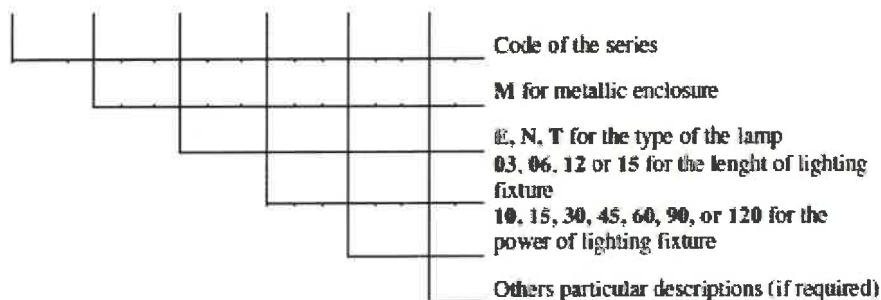 Code of the series
M for metallic enclosure
E, N, T for the type of the lamp
03, 06, 12 or 15 for the lenght of lighting
fixture
10, 15, 30, 45, 60, 90, or 120 for the
power of lighting fixture
Others particular descriptions (if required)